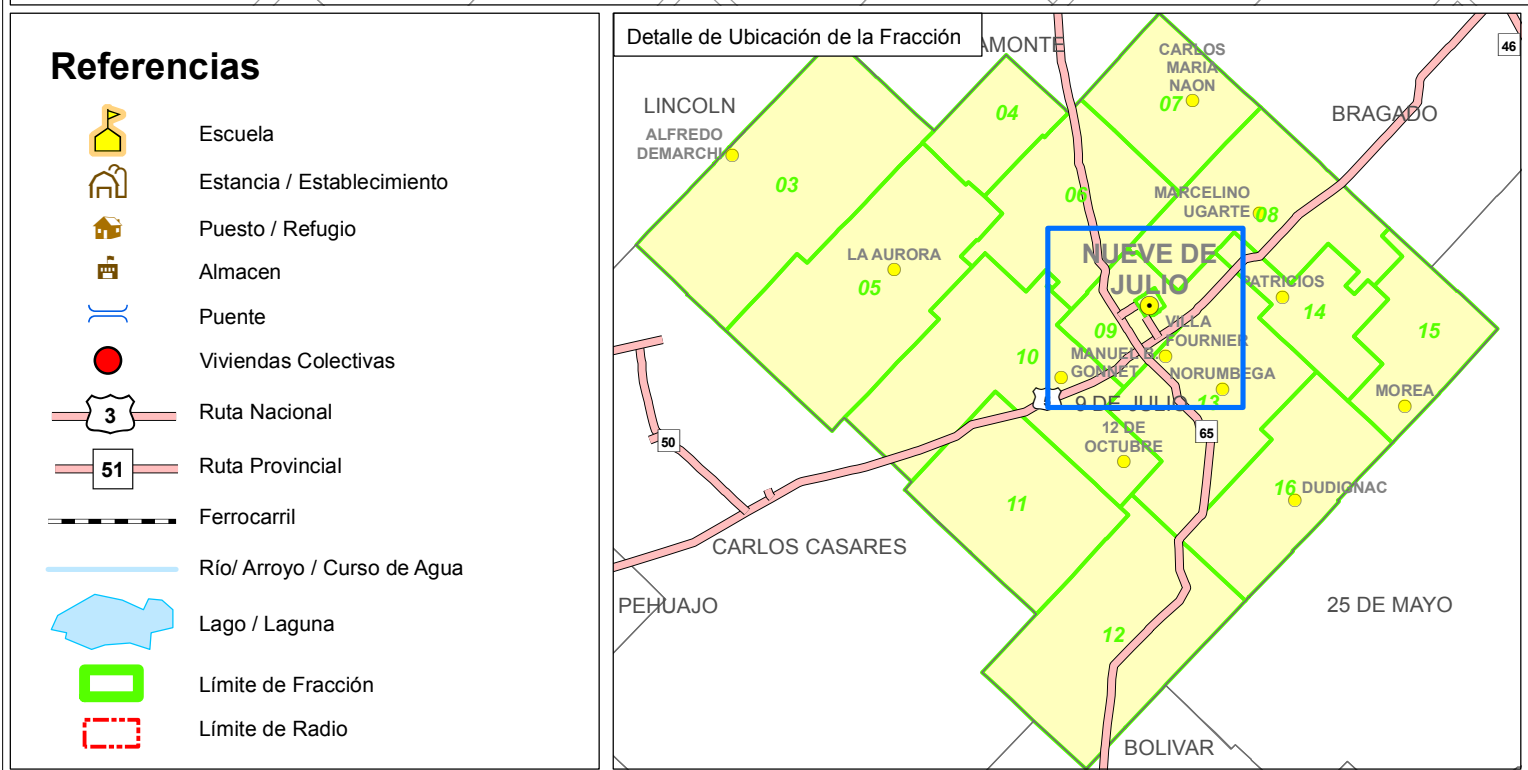 Referencias
Escuela
Estancia / Establecimiento
Puesto / Refugio
Almacen
Puente
Viviendas Colectivas
3
Ruta Nacional
51
Ruta Provincial
Ferrocarril
Río/ Arroyo / Curso de Agua
Lago / Laguna
Límite de Fracción
Límite de Radio
Detalle de Ubicación de la Fracción
AMONTE
46
CARLOS
MARIA
NAON
07
LINCOLN
04
BRAGADO
ALFREDO
DEMARCHI
03
06
MARCELINO
UGARTE
08
NUEVE DE
JULIO
LA AURORA
05
PATRICIOS
14
15
09
VILLA
FOURNIER
10
MANUEL B.
GONNET
NORUMBEGA
MOREA
9 DE JULIO
13
12 DE
OCTUBRE
65
50
16
DUDIGNAC
11
CARLOS CASARES
PEHUAJO
25 DE MAYO
12
BOLIVAR